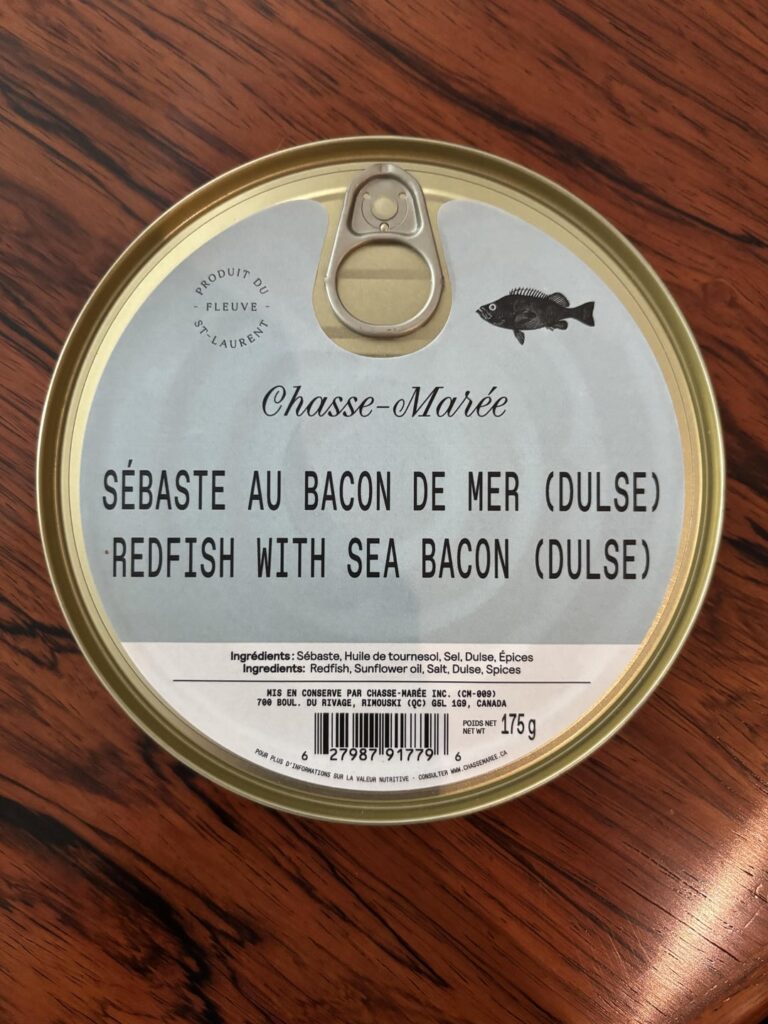 PRODUIT DU
- FLEUVE -
ST-LAURENT
Chasse-Marée
SÉBASTE AU BACON DE MER (DULSE)
REDFISH WITH SEA BACON (DULSE)
Ingrédients : Sébaste, Huile de tournesol, Sel, Dulse, Épices
Ingredients: Redfish, Sunflower oil, Salt, Dulse, Spices
MIS EN CONSERVE PAR CHASSE-MARÉE INC. (CM-009)
700 BOUL. DU RIVAGE, RIMOUSKI (QC) G5L 1G9, CANADA
POIDS NET
NET WT 175 g
6 27987 91779 6
POUR PLUS D'INFORMATIONS SUR LA VALEUR NUTRITIVE - CONSULTER WWW.CHASSEMAREE.CA